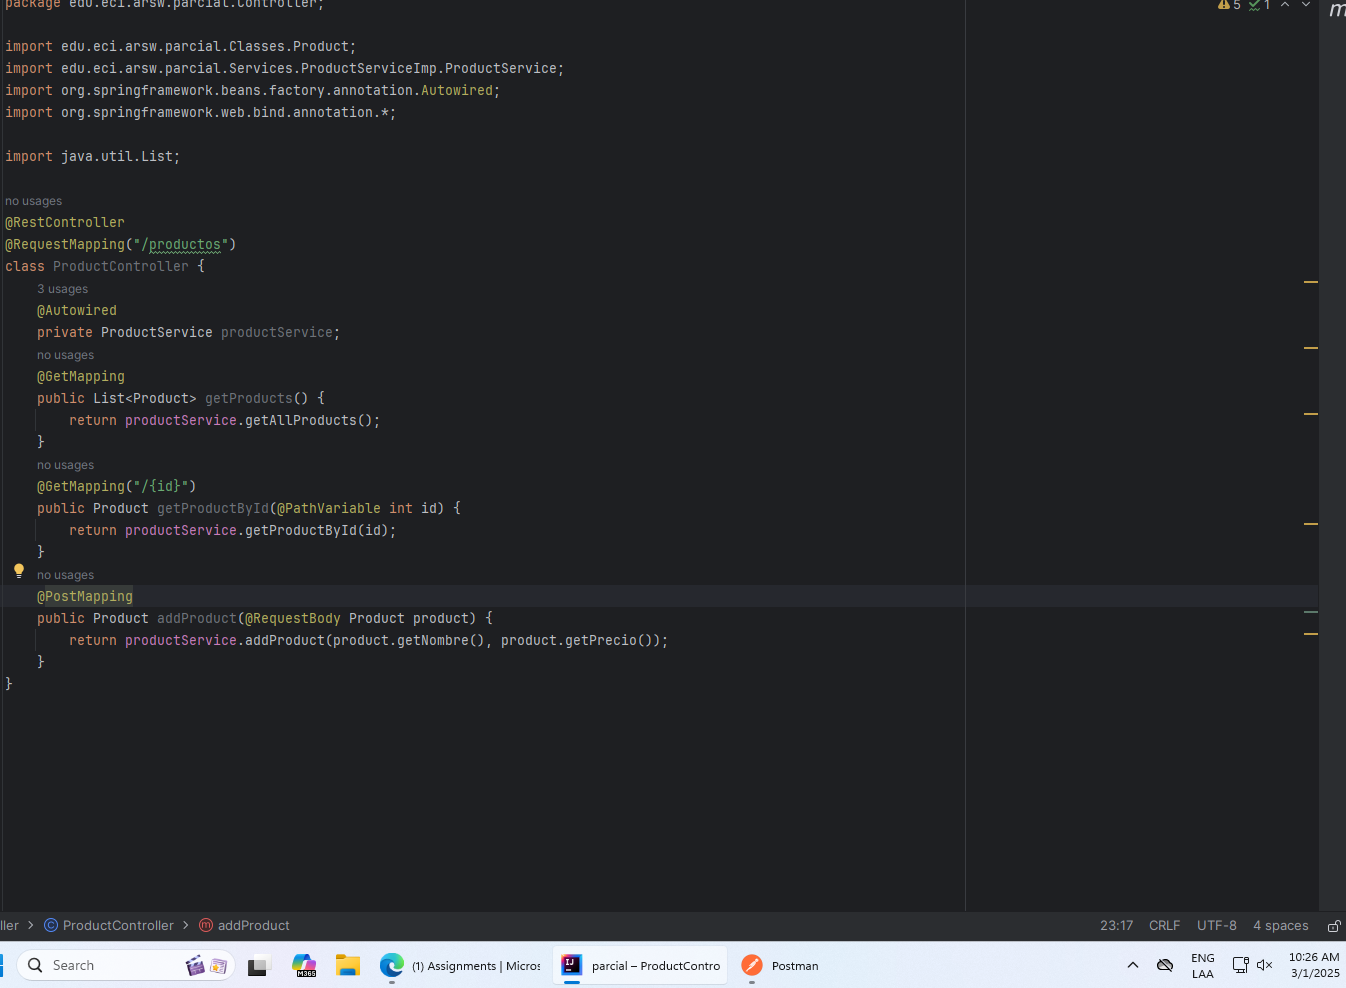 package edu.eci.arsw.parcial.Controller;
5 1
import edu.eci.arsw.parcial.Classes.Product;
import edu.eci.arsw.parcial.Services.ProductServiceImp.ProductService;
import org.springframework.beans.factory.annotation.Autowired;
import org.springframework.web.bind.annotation.*;
import java.util.List;
no usages
@RestController
@RequestMapping("/productos")
class ProductController {
3 usages
@Autowired
private ProductService productService;
no usages
@GetMapping
public List<Product> getProducts() {
return productService.getAllProducts();
}
no usages
@GetMapping("/{id}")
public Product getProductById(@PathVariable int id) {
return productService.getProductById(id);
}
no usages
@PostMapping
public Product addProduct(@RequestBody Product product) {
return productService.addProduct(product.getNombre(), product.getPrecio());
}
}
ller > ProductController > addProduct 23:17 CRLF UTF-8 4 spaces
Search M365 (1) Assignments | Micros parcial – ProductContro Postman ENG LAA 10:26 AM 3/1/2025